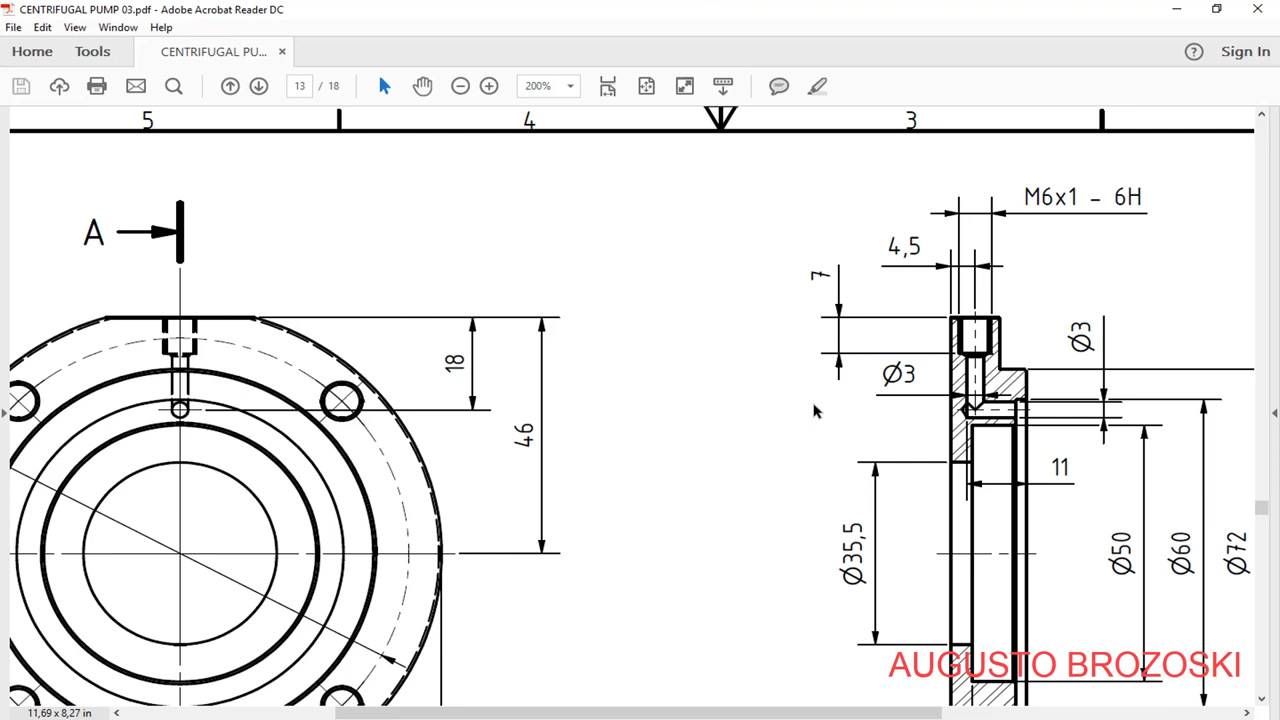 CENTRIFUGAL PUMP 03.pdf - Adobe Acrobat Reader DC
File Edit View Window Help
Home Tools CENTRIFUGAL PU... × Sign In
13 / 18 200%
5 4 3
M6x1 - 6H
A
4,5
7
Ø3
18
Ø3
46
11
Ø35,5
Ø50
Ø60
Ø72
AUGUSTO BROZOSKI
11,69 x 8,27 in